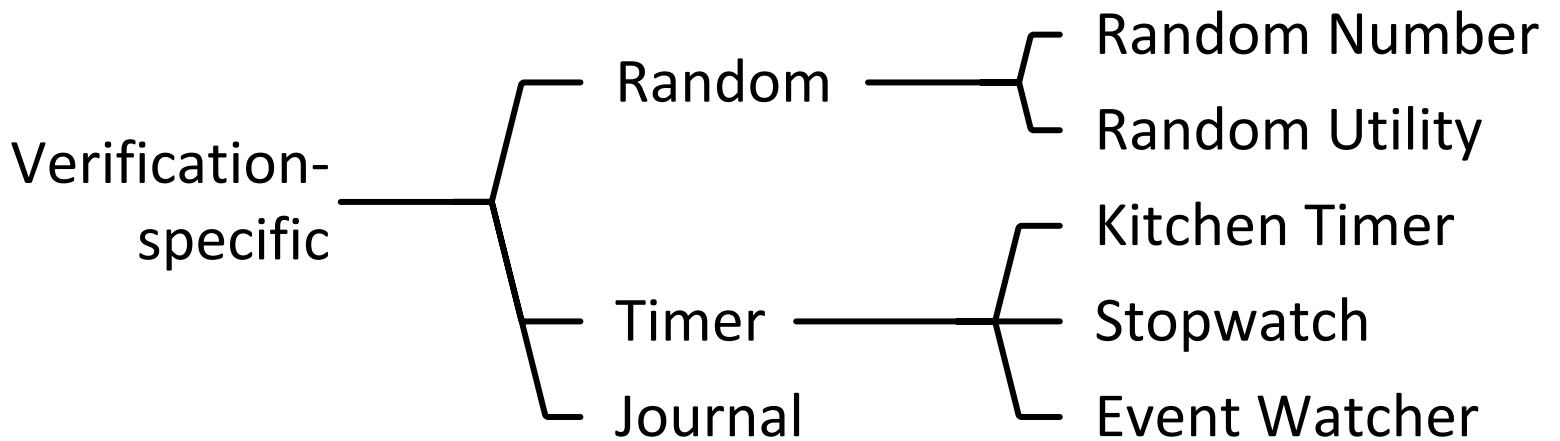 Verification-
specific
Random
Random Number
Random Utility
Timer
Kitchen Timer
Stopwatch
Event Watcher
Journal